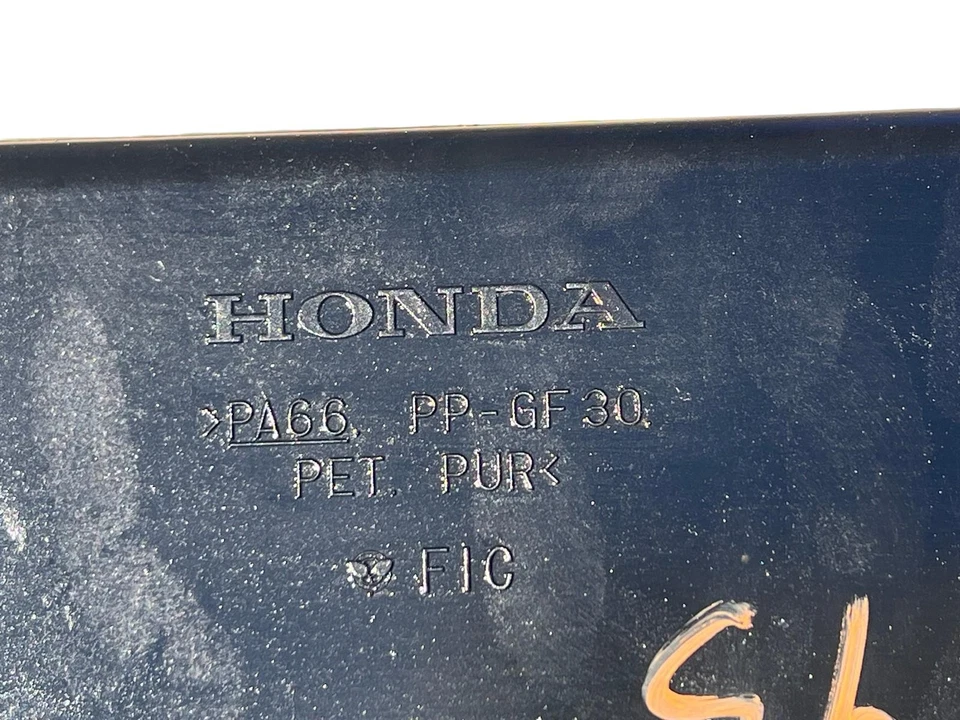 HONDA
>PA66, PP-GF30,
PET, PUR<
FIC